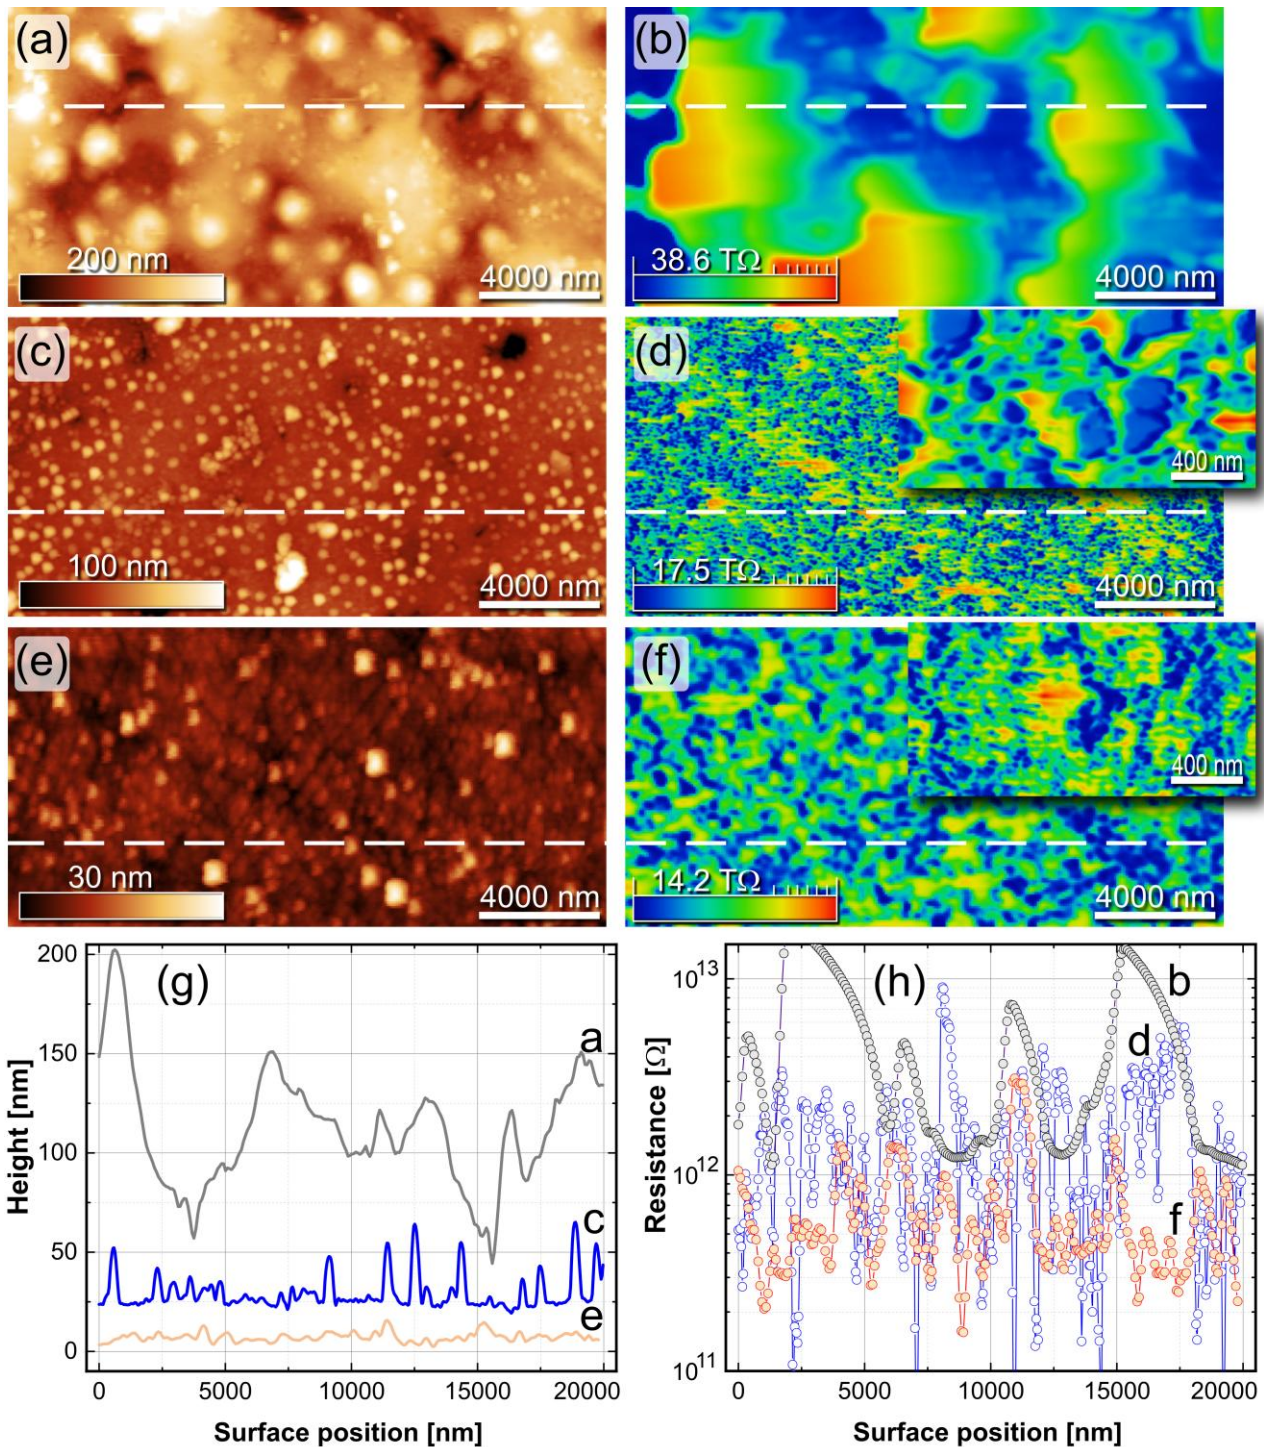 (a)
200 nm
4000 nm
(b)
38.6 TΩ
4000 nm
(c)
100 nm
4000 nm
(d)
400 nm
17.5 TΩ
4000 nm
(e)
30 nm
4000 nm
(f)
400 nm
14.2 TΩ
4000 nm
(g)
200
150
100
50
0
a
c
e
Height [nm]
0 5000 10000 15000 20000
Surface position [nm]
(h)
10¹³
10¹²
10¹¹
b
d
f
Resistance [Ω]
0 5000 10000 15000 20000
Surface position [nm]